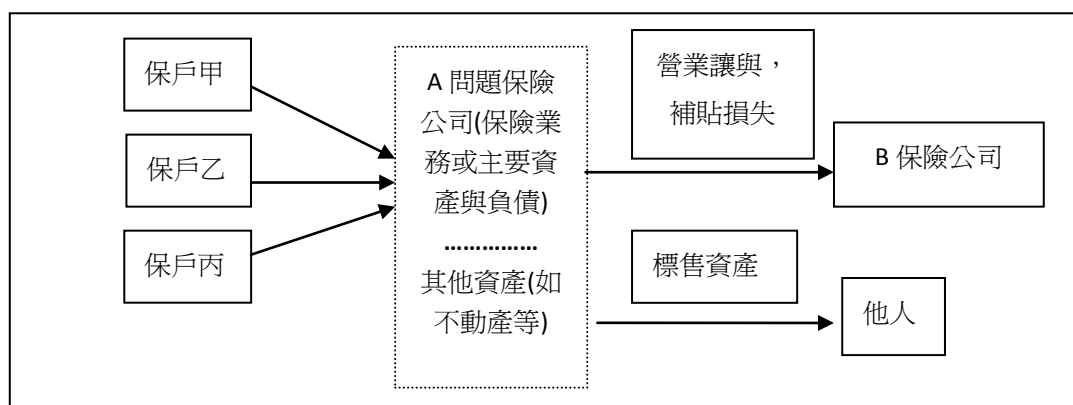 保戶甲
保戶乙
保戶丙
A 問題保險
公司(保險業
務或主要資
產與負債)
……………
其他資產(如
不動產等)
營業讓與，
補貼損失
B 保險公司
標售資產
他人